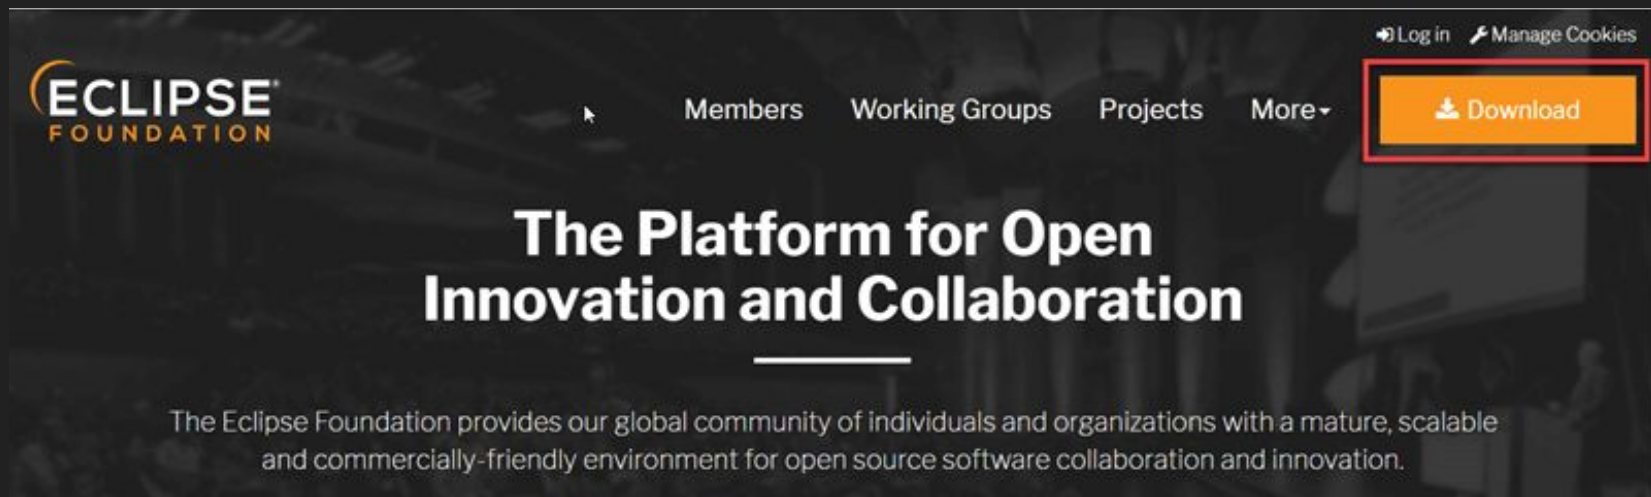 Log in Manage Cookies
ECLIPSE®
FOUNDATION
Members Working Groups Projects More Download
The Platform for Open
Innovation and Collaboration
The Eclipse Foundation provides our global community of individuals and organizations with a mature, scalable
and commercially-friendly environment for open source software collaboration and innovation.